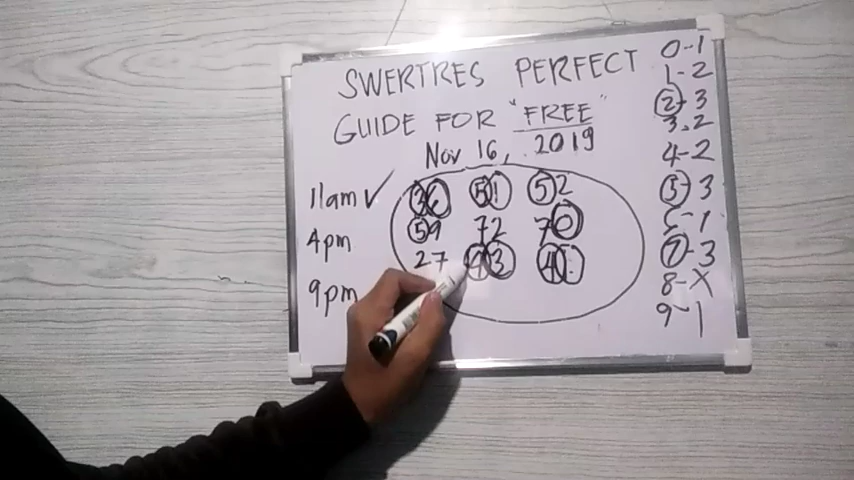 SWERTRES PERFECT
GUIDE FOR "FREE"
Nov 16, 2019
11am ✓
4pm
9pm
36 51 52
59 72 70
27 43 4
0-1
1-2
2-3
3-2
4-2
5-3
6-1
7-3
8-X
9-1